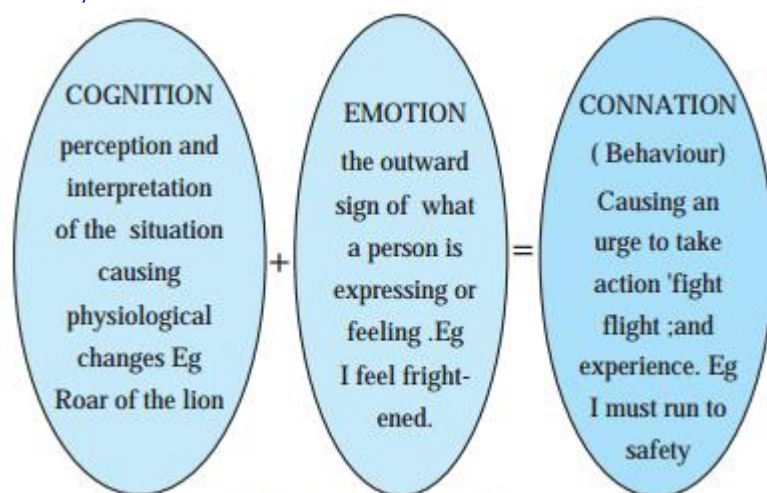 COGNITION
perception and
interpretation
of the situation
causing
physiological
changes Eg
Roar of the lion
+
EMOTION
the outward
sign of what
a person is
expressing or
feeling .Eg
I feel fright-
ened.
=
CONNATION
( Behaviour)
Causing an
urge to take
action 'fight
flight ;and
experience. Eg
I must run to
safety